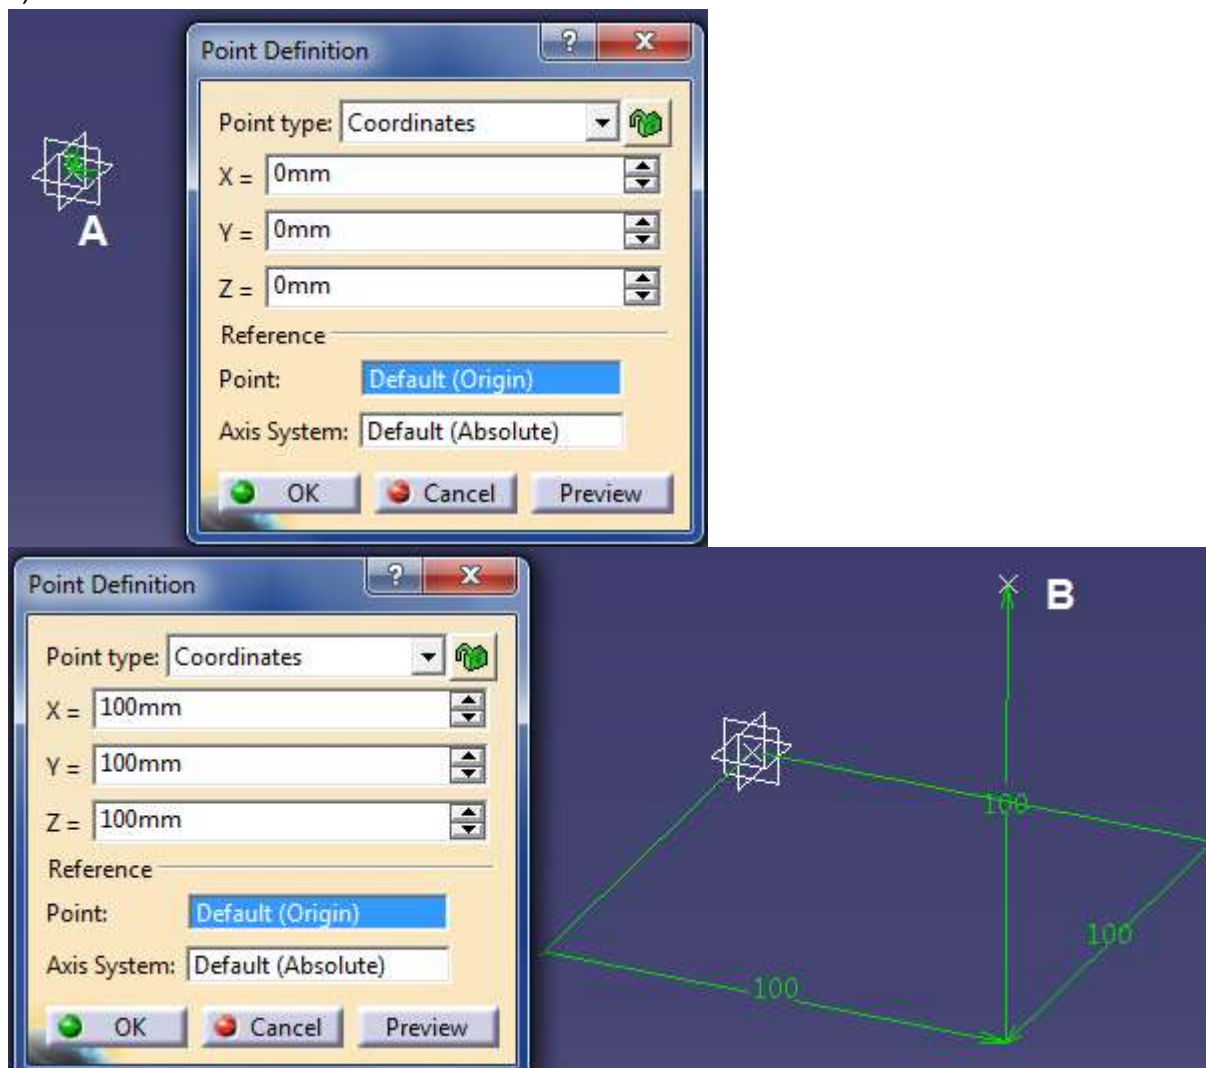 Point Definition
? X
Point type: Coordinates
X = 0mm
Y = 0mm
Z = 0mm
Reference
Point: Default (Origin)
Axis System: Default (Absolute)
OK Cancel Preview
A
Point Definition
? X
Point type: Coordinates
X = 100mm
Y = 100mm
Z = 100mm
Reference
Point: Default (Origin)
Axis System: Default (Absolute)
OK Cancel Preview
B
100
100
100